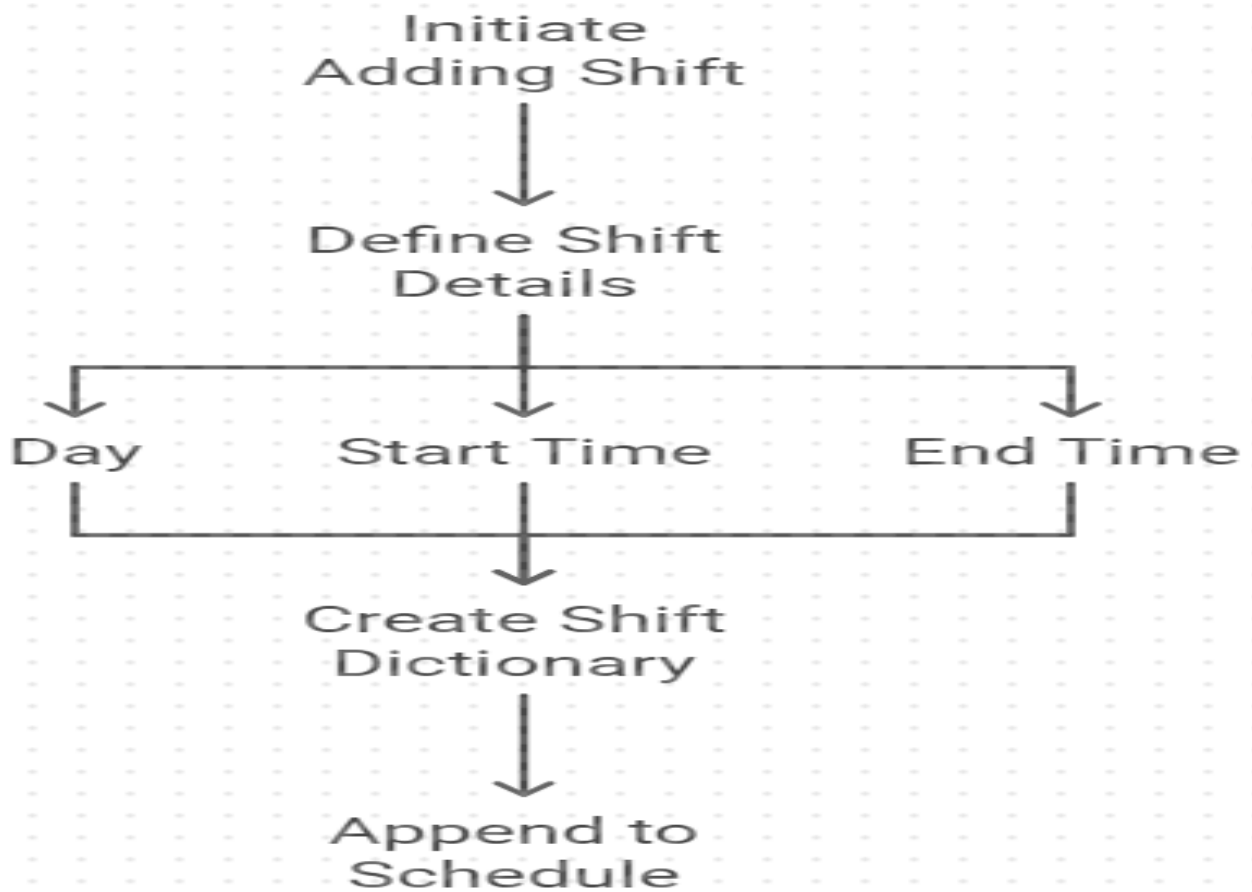 Initiate
Adding Shift
Define Shift
Details
Day
Start Time
End Time
Create Shift
Dictionary
Append to
Schedule